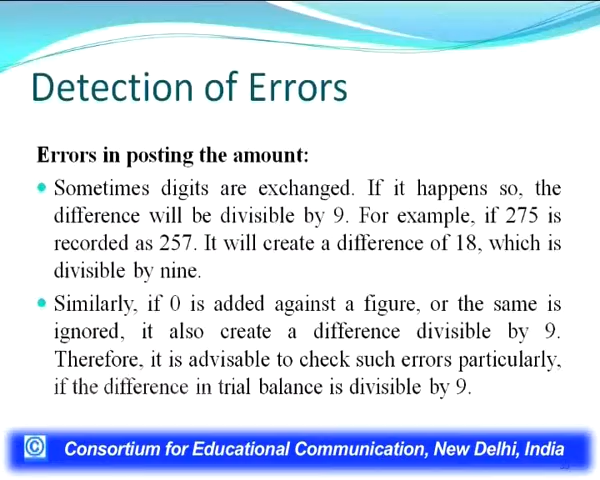 Detection of Errors
Errors in posting the amount:
Sometimes digits are exchanged. If it happens so, the
difference will be divisible by 9. For example, if 275 is
recorded as 257. It will create a difference of 18, which is
divisible by nine.
Similarly, if 0 is added against a figure, or the same is
ignored, it also create a difference divisible by 9.
Therefore, it is advisable to check such errors particularly,
if the difference in trial balance is divisible by 9.
© Consortium for Educational Communication, New Delhi, India